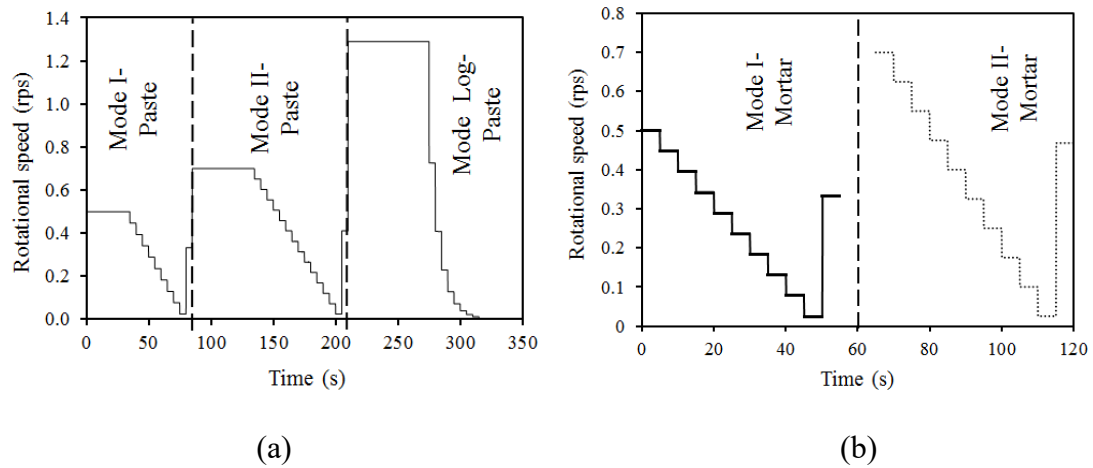 1.4
1.2
1.0
0.8
0.6
0.4
0.2
0.0
Rotational speed (rps)
Mode I-
Paste
Mode II-
Paste
Mode Log-
Paste
0 50 100 150 200 250 300 350
Time (s)
(a)
0.8
0.7
0.6
0.5
0.4
0.3
0.2
0.1
0
Rotational speed (rps)
Mode I-
Mortar
Mode II-
Mortar
0 20 40 60 80 100 120
Time (s)
(b)